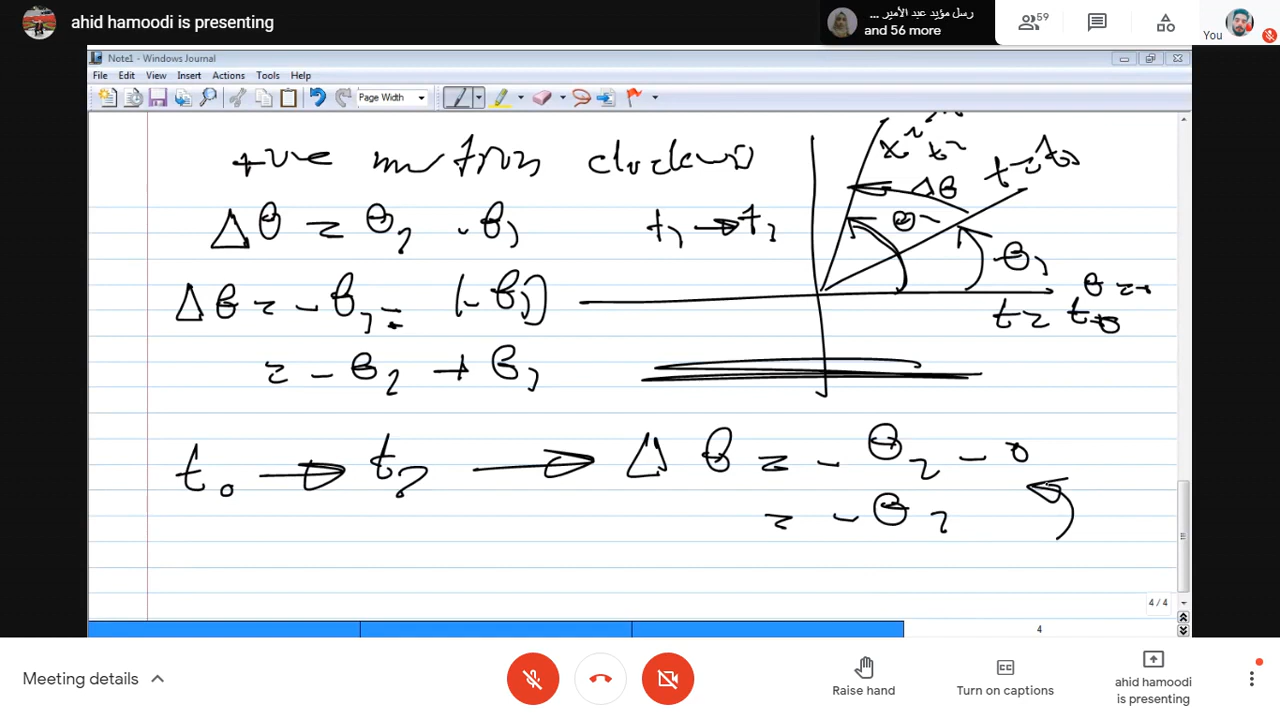 ahid hamoodi is presenting
رسل مؤيد عبد الأمير ...
and 56 more
59
You
Note1 - Windows Journal
File Edit View Insert Actions Tools Help
Page Width
+ve motion clockwise
Δθ = θ₂ - θ₁
t₁ → t₂
Δθ = -θ₂ - (-θ₁)
= -θ₂ + θ₁
Δθ
θ₁
t = t₀
t₀ → t₂ → Δθ = -θ₂ - 0
= -θ₂
4 / 4
4
Meeting details
Raise hand
Turn on captions
ahid hamoodi
is presenting